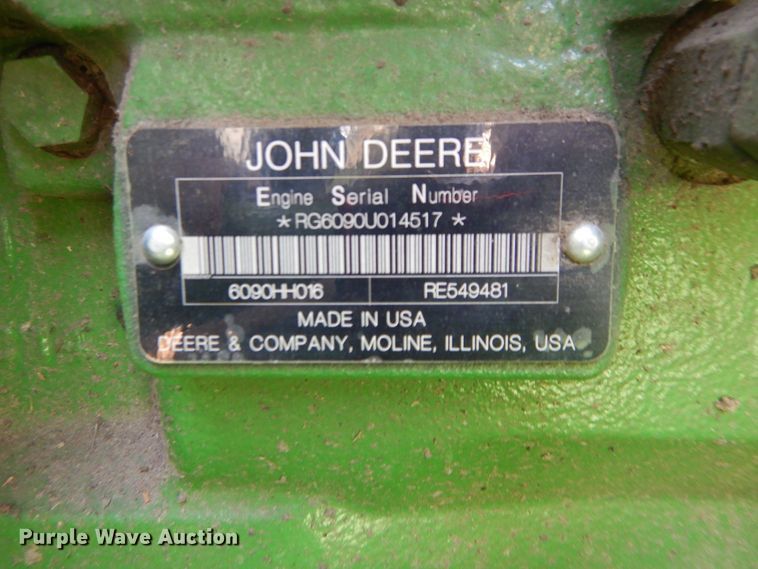 JOHN DEERE
Engine Serial Number
*RG6090U014517*
6090HH016 RE549481
MADE IN USA
DEERE & COMPANY, MOLINE, ILLINOIS, USA
Purple Wave Auction